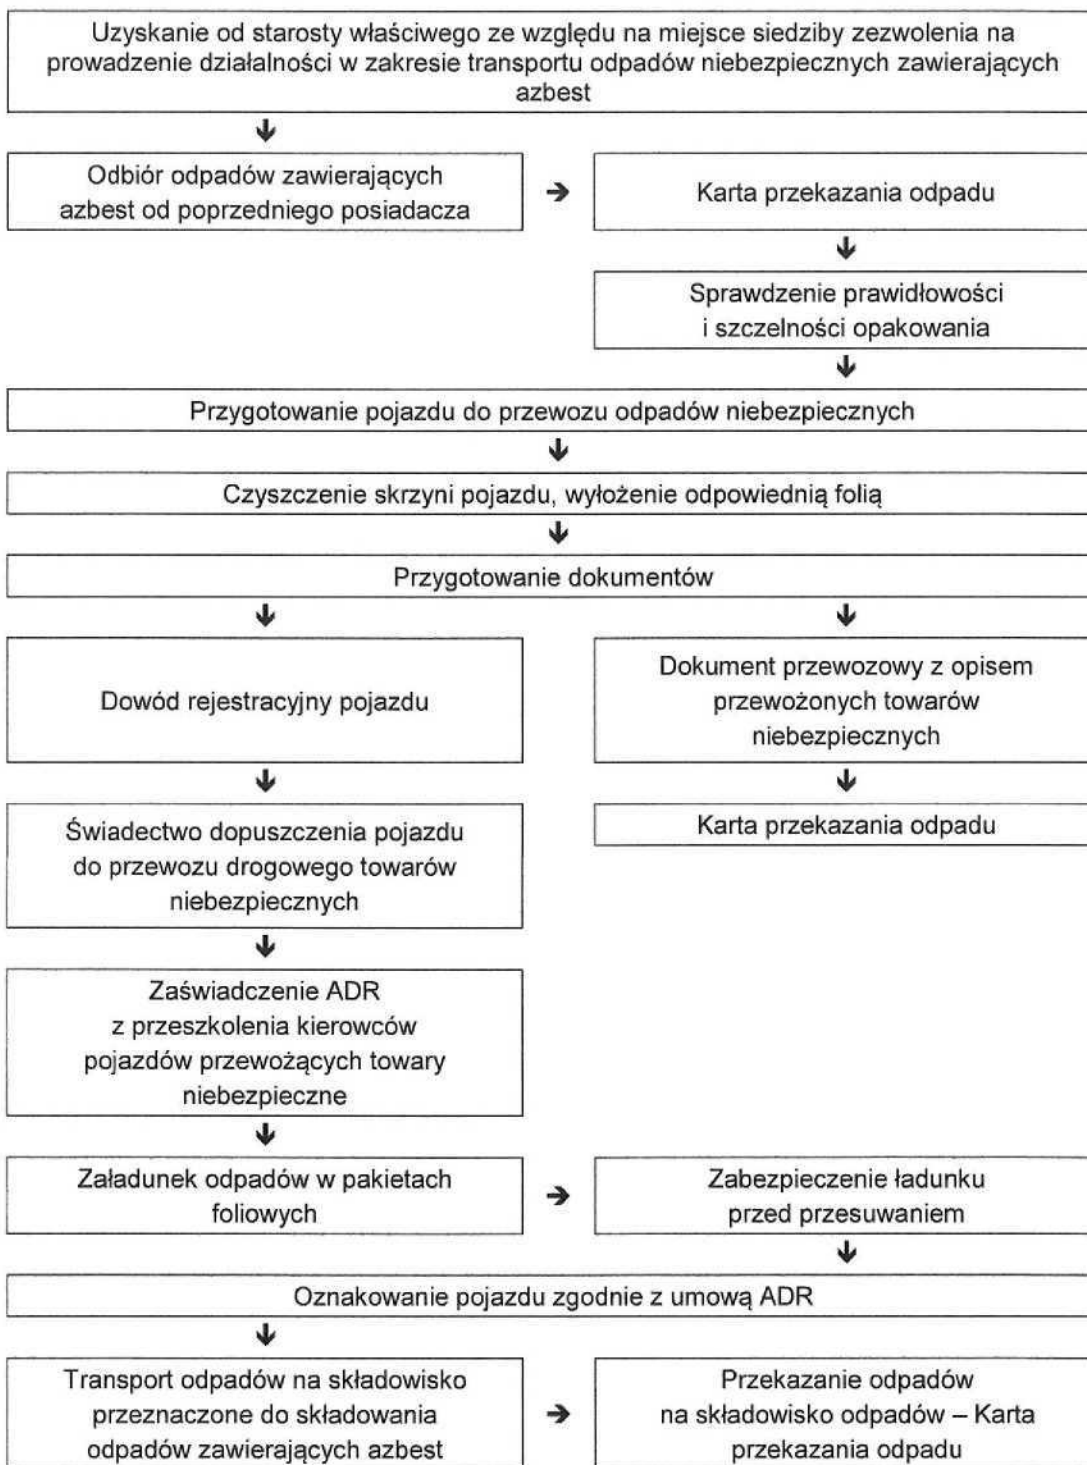 Uzyskanie od starosty właściwego ze względu na miejsce siedziby zezwolenia na
prowadzenie działalności w zakresie transportu odpadów niebezpiecznych zawierających
azbest
Odbiór odpadów zawierających
azbest od poprzedniego posiadacza
Karta przekazania odpadu
Sprawdzenie prawidłowości
i szczelności opakowania
Przygotowanie pojazdu do przewozu odpadów niebezpiecznych
Czyszczenie skrzyni pojazdu, wyłożenie odpowiednią folią
Przygotowanie dokumentów
Dowód rejestracyjny pojazdu
Dokument przewozowy z opisem
przewożonych towarów
niebezpiecznych
Świadectwo dopuszczenia pojazdu
do przewozu drogowego towarów
niebezpiecznych
Karta przekazania odpadu
Zaświadczenie ADR
z przeszkolenia kierowców
pojazdów przewożących towary
niebezpieczne
Załadunek odpadów w pakietach
foliowych
Zabezpieczenie ładunku
przed przesuwaniem
Oznakowanie pojazdu zgodnie z umową ADR
Transport odpadów na składowisko
przeznaczone do składowania
odpadów zawierających azbest
Przekazanie odpadów
na składowisko odpadów – Karta
przekazania odpadu